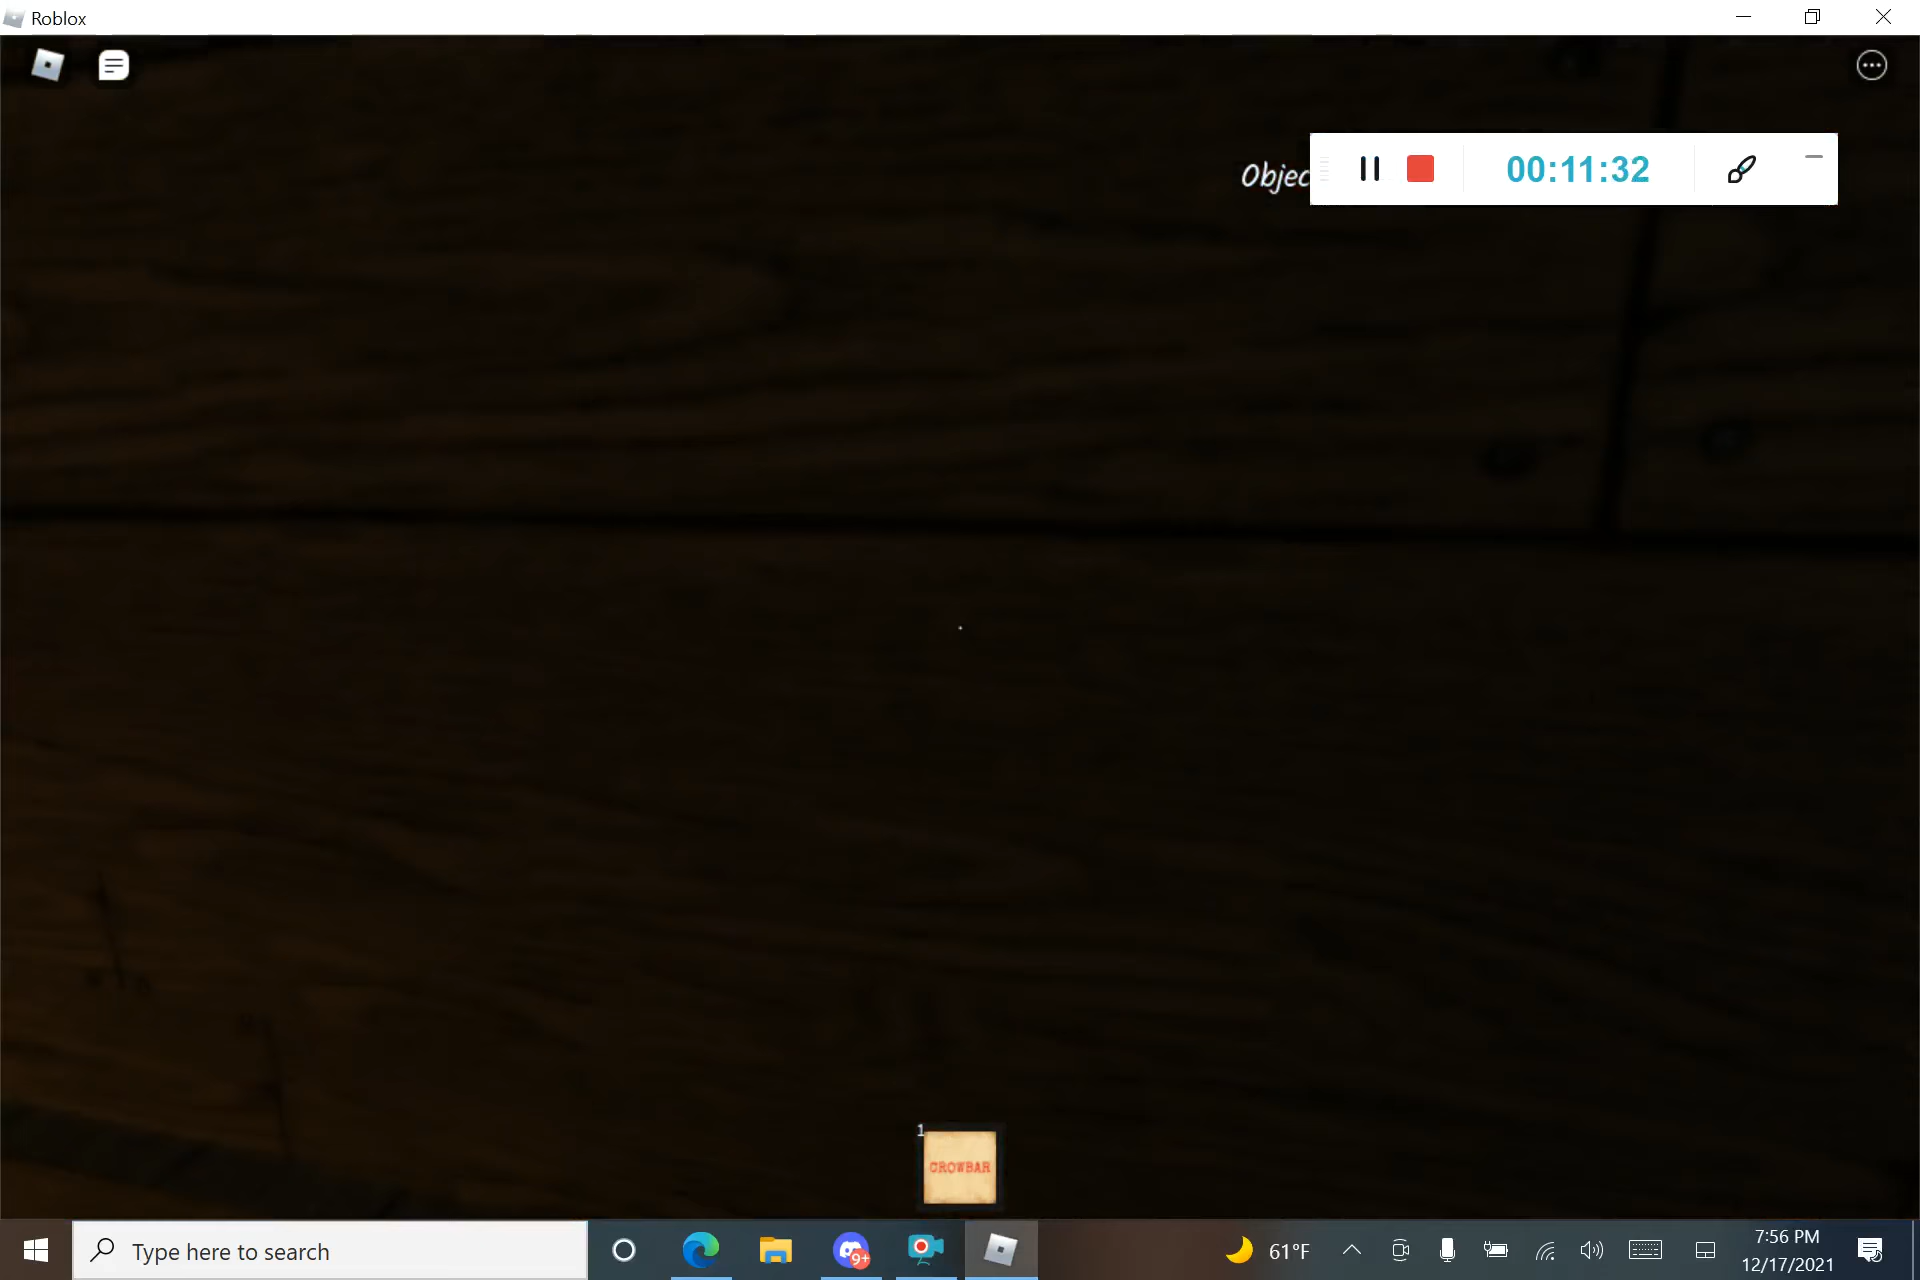 Roblox
Objec
00:11:32
1
CROWBAR
Type here to search
9+
61°F
7:56 PM
12/17/2021